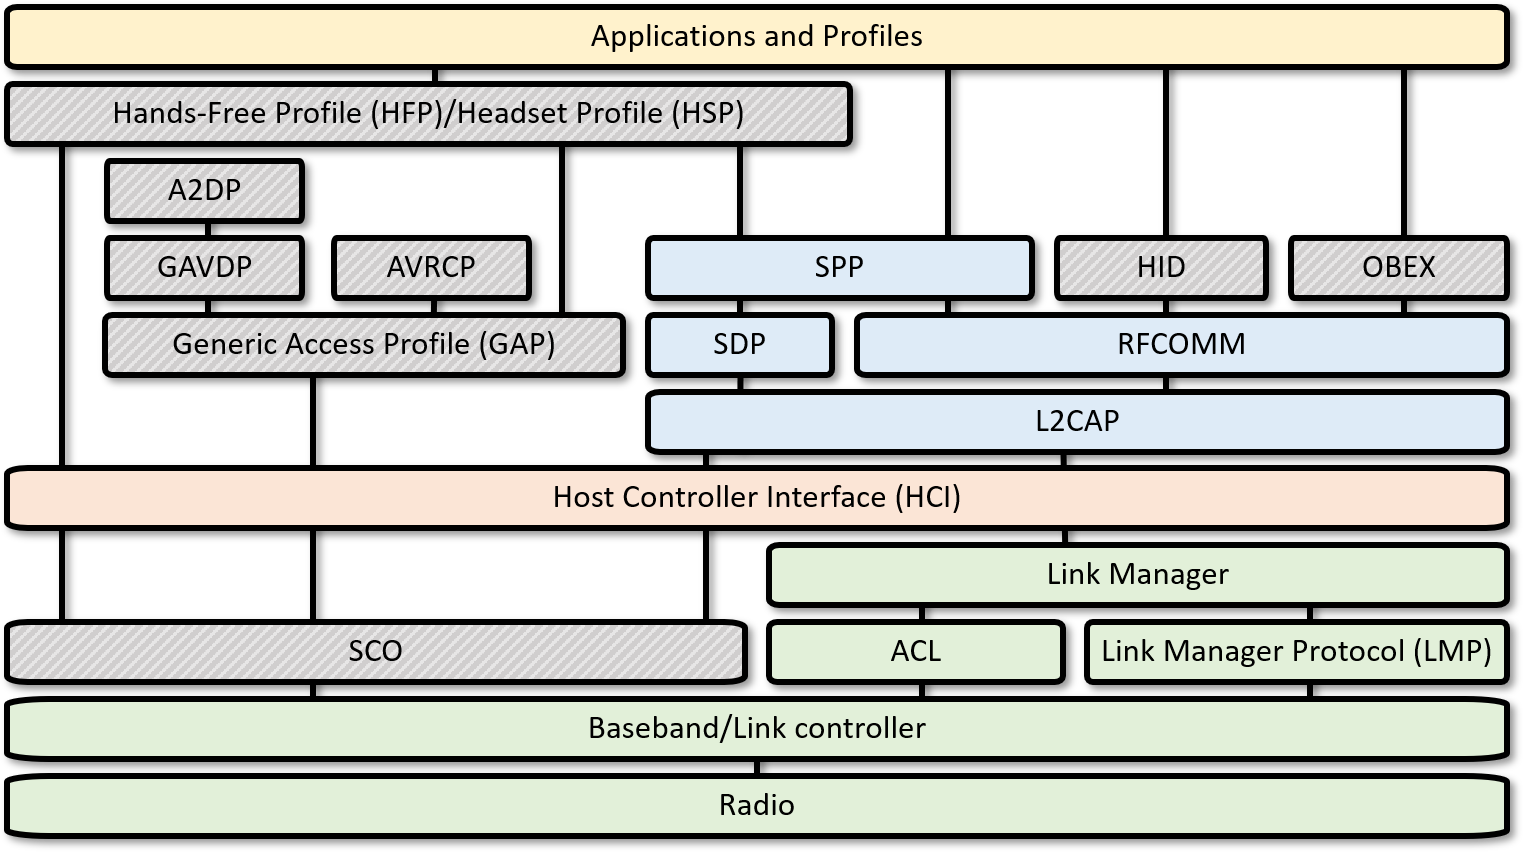 Applications and Profiles
Hands-Free Profile (HFP)/Headset Profile (HSP)
A2DP
GAVDP
AVRCP
SPP
HID
OBEX
Generic Access Profile (GAP)
SDP
RFCOMM
L2CAP
Host Controller Interface (HCI)
Link Manager
SCO
ACL
Link Manager Protocol (LMP)
Baseband/Link controller
Radio